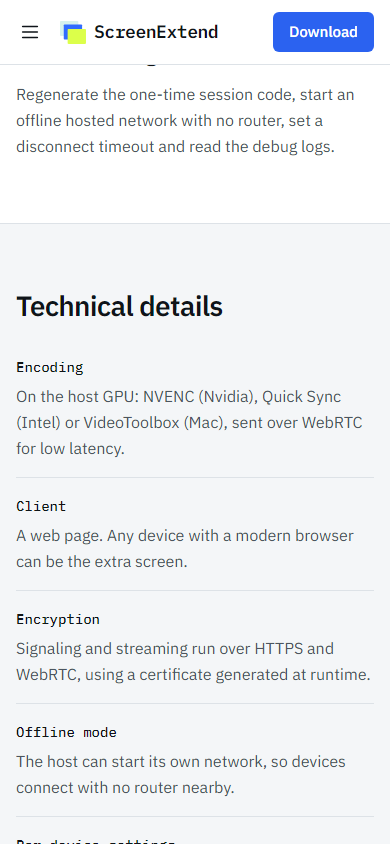 ScreenExtend
Download
Regenerate the one-time session code, start an
offline hosted network with no router, set a
disconnect timeout and read the debug logs.
Technical details
Encoding
On the host GPU: NVENC (Nvidia), Quick Sync
(Intel) or VideoToolbox (Mac), sent over WebRTC
for low latency.
Client
A web page. Any device with a modern browser
can be the extra screen.
Encryption
Signaling and streaming run over HTTPS and
WebRTC, using a certificate generated at runtime.
Offline mode
The host can start its own network, so devices
connect with no router nearby.